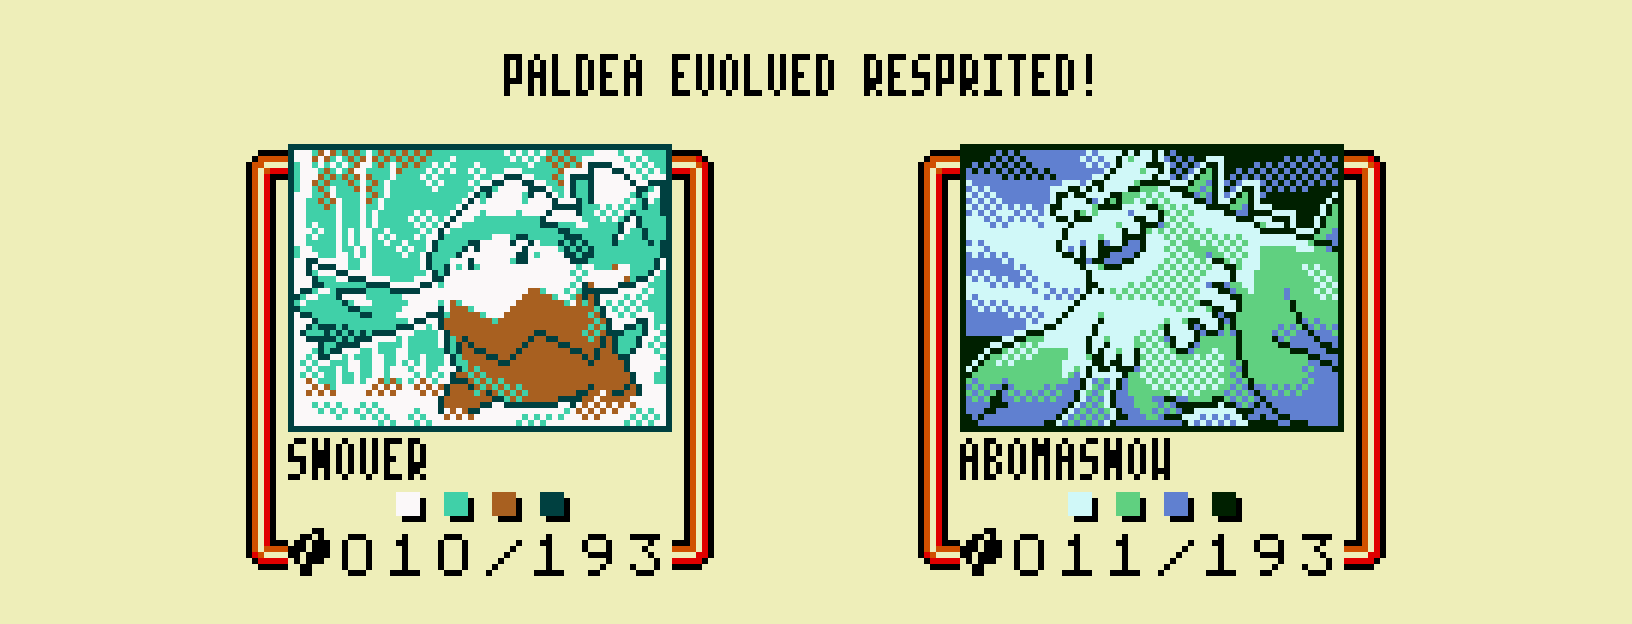 PALDEA EVOLVED RESPRITED!
SNOVER
010/193
ABOMASNOW
011/193